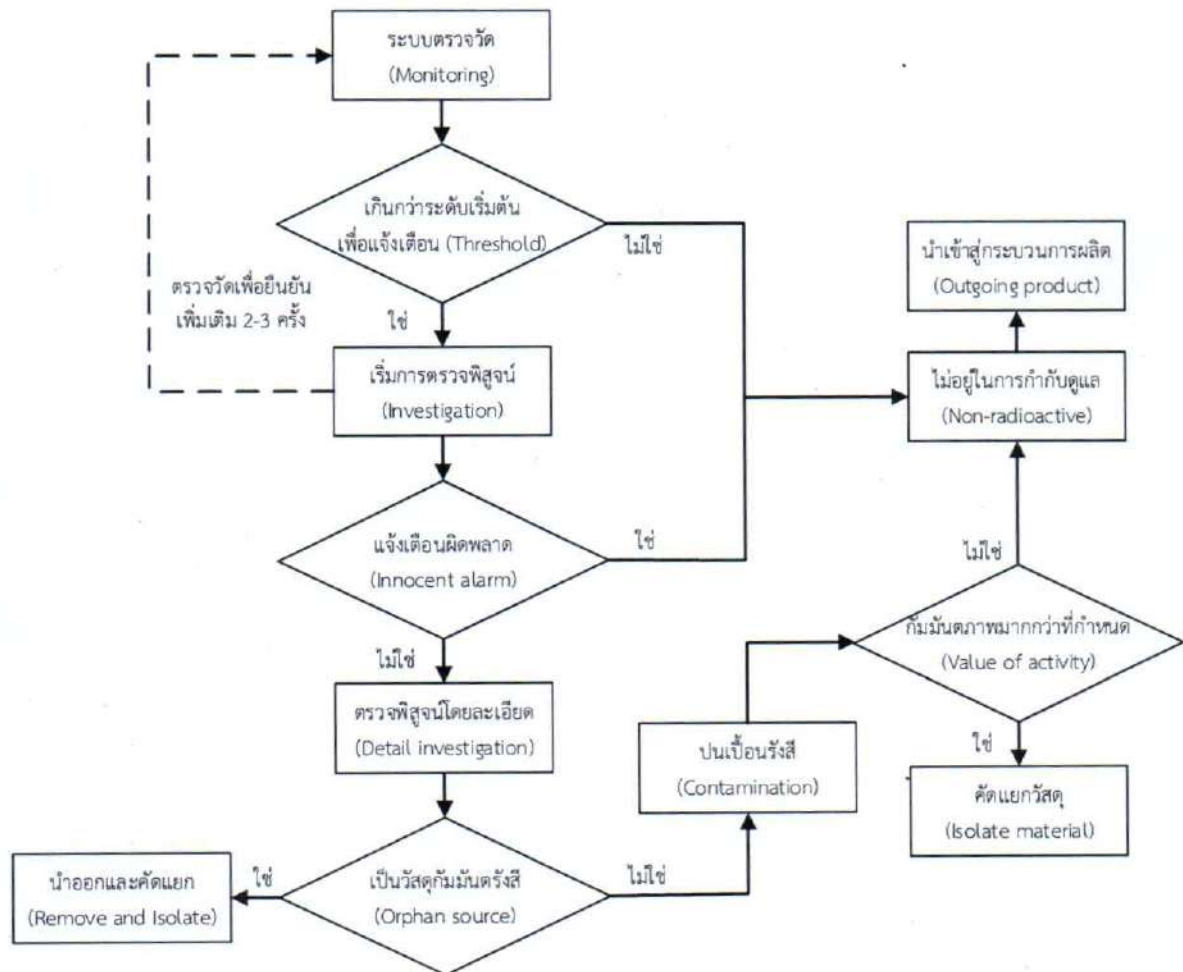 ระบบตรวจวัด
(Monitoring)
เกินกว่าระดับเริ่มต้น
เพื่อแจ้งเตือน (Threshold)
ไม่ใช่
ตรวจวัดเพื่อยืนยัน
เพิ่มเติม 2-3 ครั้ง
ใช่
เริ่มการตรวจพิสูจน์
(Investigation)
นำเข้าสู่กระบวนการผลิต
(Outgoing product)
ไม่อยู่ในการกำกับดูแล
(Non-radioactive)
แจ้งเตือนผิดพลาด
(Innocent alarm)
ใช่
ไม่ใช่
ไม่ใช่
กัมมันตภาพมากกว่าที่กำหนด
(Value of activity)
ตรวจพิสูจน์โดยละเอียด
(Detail investigation)
ปนเปื้อนรังสี
(Contamination)
ใช่
คัดแยกวัสดุ
(Isolate material)
นำออกและคัดแยก
(Remove and Isolate)
ใช่
เป็นวัสดุกัมมันตรังสี
(Orphan source)
ไม่ใช่